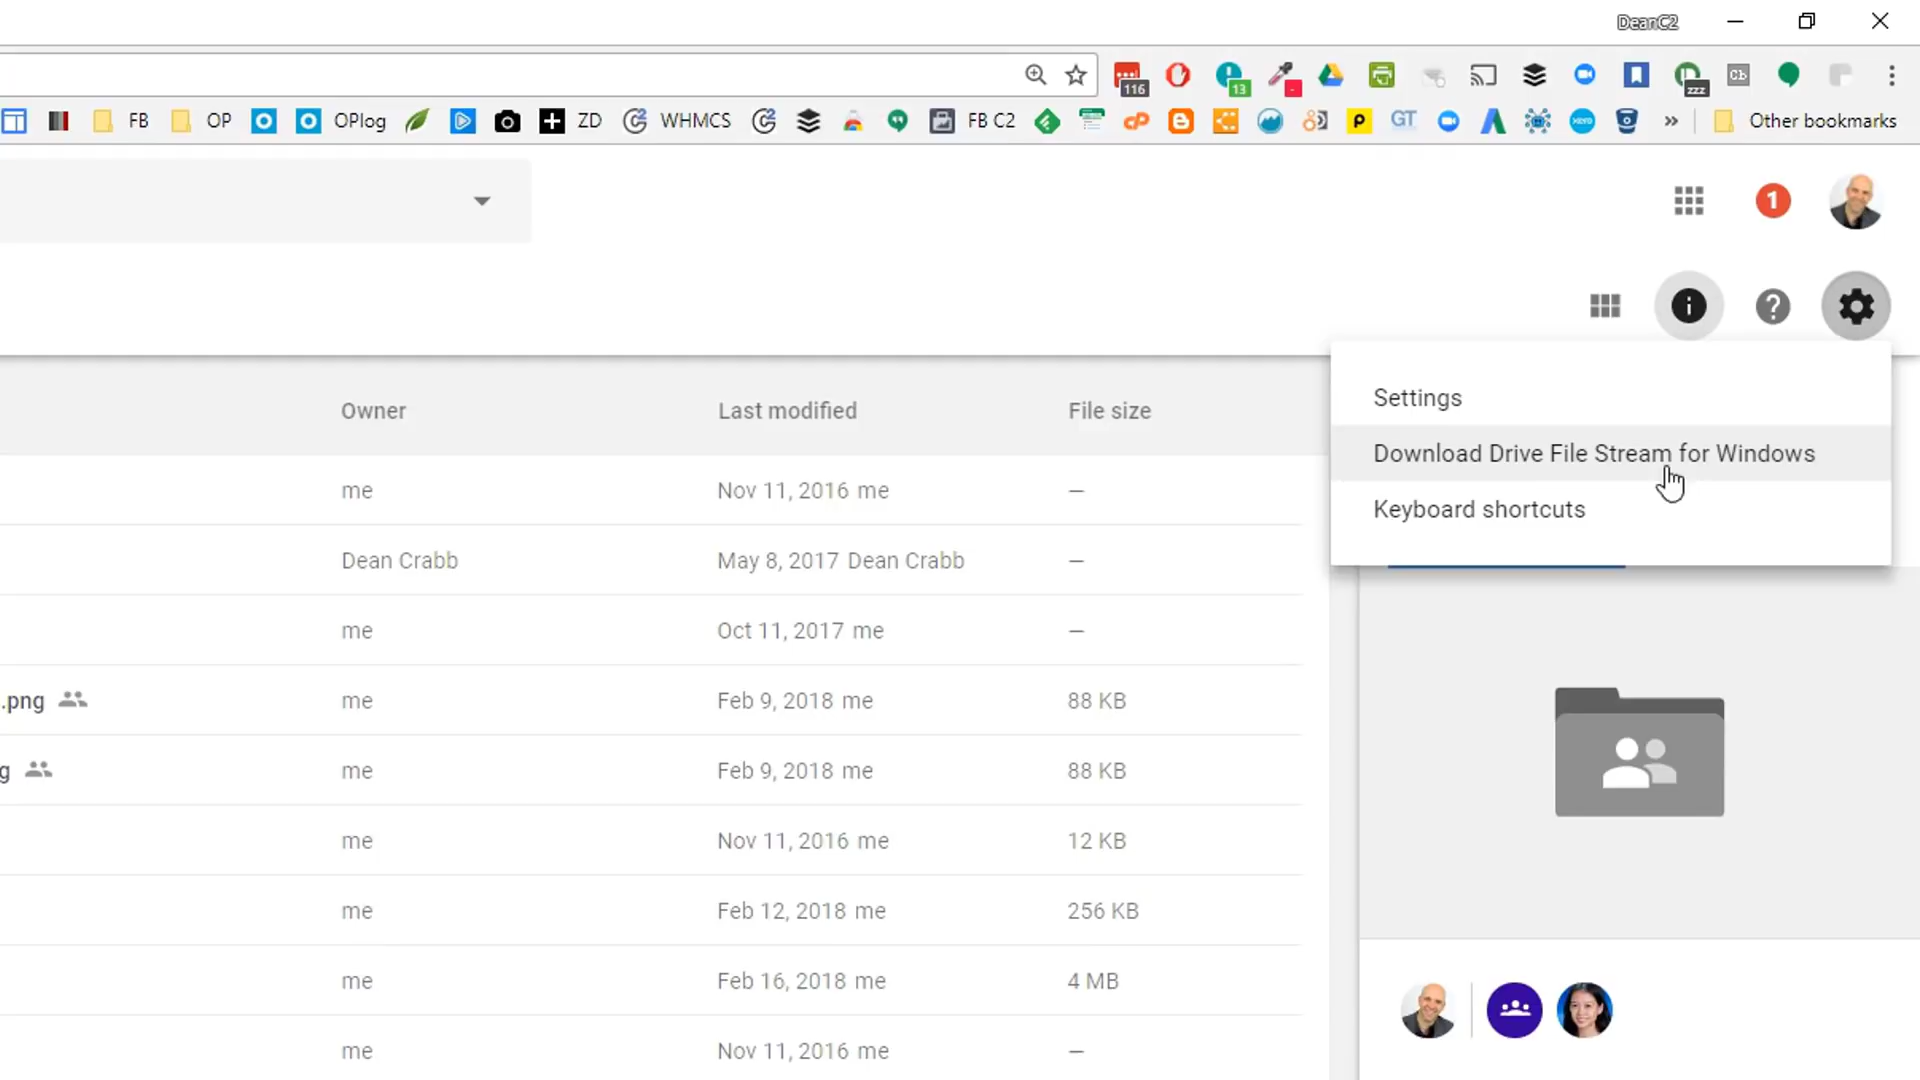 DeanC2
116
13
-
zzz
Cb
FB
OP
OPlog
ZD
WHMCS
FB C2
cP
P
GT
xero
»
Other bookmarks
1
i
?
Settings
Download Drive File Stream for Windows
Keyboard shortcuts
Owner Last modified File size
me Nov 11, 2016 me —
Dean Crabb May 8, 2017 Dean Crabb —
me Oct 11, 2017 me —
.png me Feb 9, 2018 me 88 KB
g me Feb 9, 2018 me 88 KB
me Nov 11, 2016 me 12 KB
me Feb 12, 2018 me 256 KB
me Feb 16, 2018 me 4 MB
me Nov 11, 2016 me —